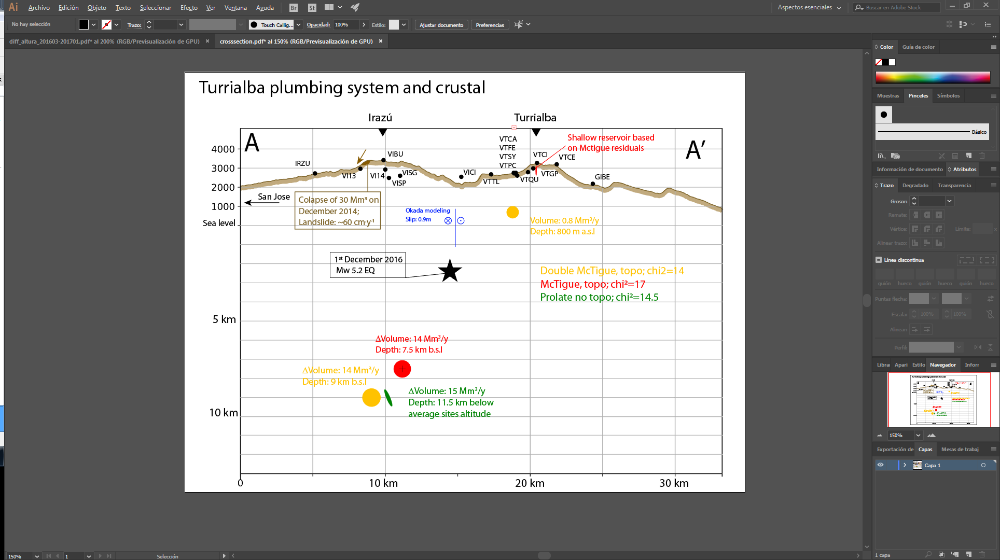 Ai Archivo Edición Objeto Texto Seleccionar Efecto Ver Ventana Ayuda Br St Aspectos esenciales Buscar en Adobe Stock
No hay selección Trazo: Touch Callig... Opacidad: 100% Estilo: Ajustar documento Preferencias
diff_altura_201603-201701.pdf* al 200% (RGB/Previsualización de GPU) × crosssection.pdf* al 150% (RGB/Previsualización de GPU) ×
Turrialba plumbing system and crustal
Irazú Turrialba
A A’
4000
3000
2000
1000
Sea level
5 km
10 km
0 10 km 20 km 30 km
IRZU
VI13
VIBU
VI14
VISG
VISP
VICI
VTTL
VTCA
VTFE
VTSY
VTPC
VTQU
VTCI
VTGP
VTCE
GIBE
Shallow reservoir based
on Mctigue residuals
San Jose
Colapse of 30 Mm³ on
December 2014;
Landslide: ~60 cm·y⁻¹
Okada modeling
Slip: 0.9m
Volume: 0.8 Mm³/y
Depth: 800 m a.s.l
1st December 2016
Mw 5.2 EQ
Double McTigue, topo; chi2=14
McTigue, topo; chi²=17
Prolate no topo; chi²=14.5
ΔVolume: 14 Mm³/y
Depth: 7.5 km b.s.l
ΔVolume: 14 Mm³/y
Depth: 9 km b.s.l
ΔVolume: 15 Mm³/y
Depth: 11.5 km below
average sites altitude
Color Guía de color
Muestras Pinceles Símbolos
Básico
Información de documento Atributos
Trazo Degradado Transparencia
Grosor:
Remate:
Vértice: Límite: x
Alinear trazo:
Línea discontinua
guión hueco guión hueco guión hueco
Puntas flecha:
Escala: 100% 100%
Alinear:
Perfil:
Librar Apari Estilo Navegador Inforr
150%
Exportación de Capas Mesas de trabaj
Capa 1
1 capa
150% 1 Selección